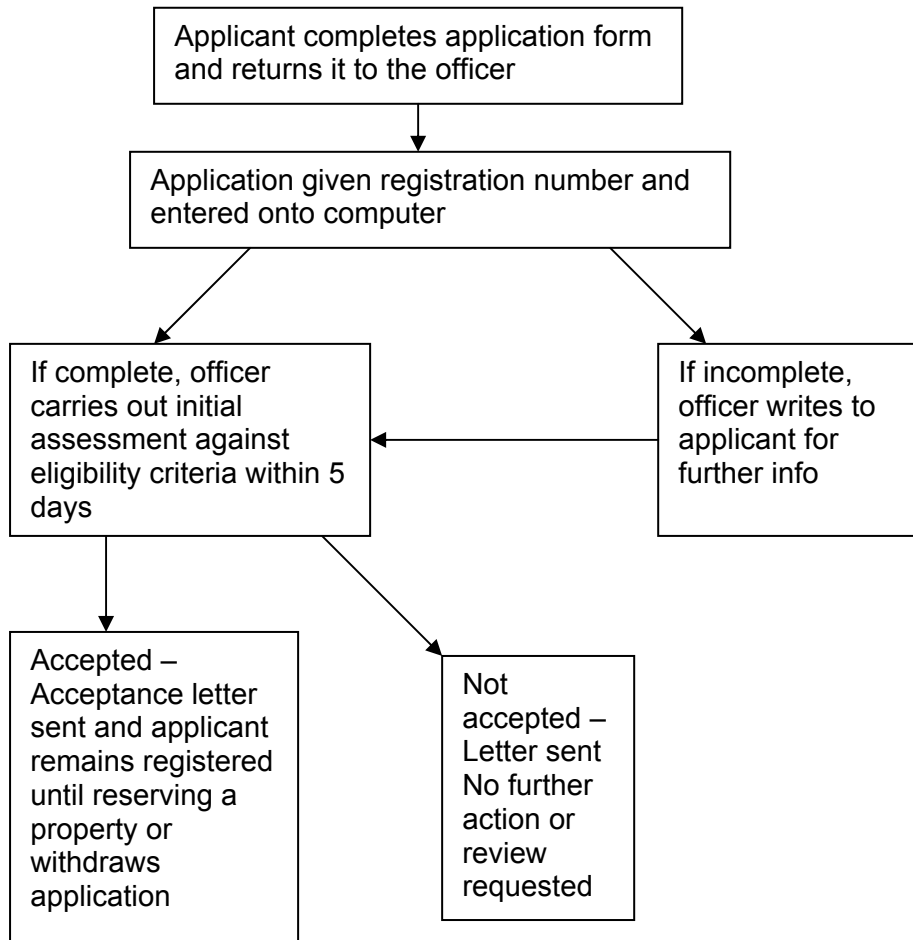 Applicant completes application form
and returns it to the officer
Application given registration number and
entered onto computer
If complete, officer
carries out initial
assessment against
eligibility criteria within 5
days
If incomplete,
officer writes to
applicant for
further info
Accepted –
Acceptance letter
sent and applicant
remains registered
until reserving a
property or
withdraws
application
Not
accepted –
Letter sent
No further
action or
review
requested